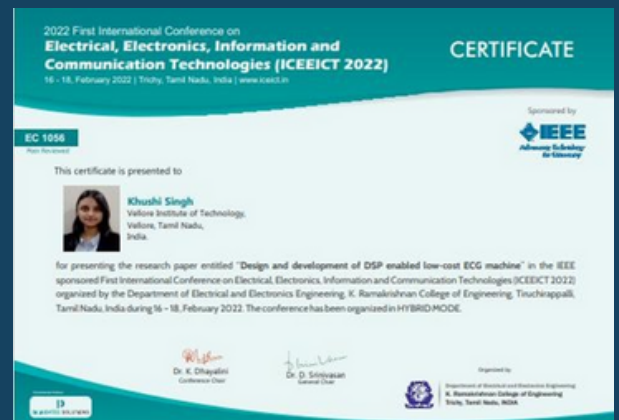 2022 First International Conference on
Electrical, Electronics, Information and
Communication Technologies (ICEEICT 2022)
16 - 18, February 2022 | Trichy, Tamil Nadu, India | www.iceeict.in
CERTIFICATE
Sponsored by
IEEE
Advancing Technology
for Humanity
EC 1056
Peer Reviewed
This certificate is presented to
Khushi Singh
Vellore Institute of Technology,
Vellore, Tamil Nadu,
India.
for presenting the research paper entitled "Design and development of DSP enabled low-cost ECG machine" in the IEEE
sponsored First International Conference on Electrical, Electronics, Information and Communication Technologies (ICEEICT 2022)
organized by the Department of Electrical and Electronics Engineering, K. Ramakrishnan College of Engineering, Tiruchirappalli,
Tamil Nadu, India during 16 - 18, February 2022. The conference has been organized in HYBRID MODE.
Dr. K. Dhayalini
Conference Chair
Dr. D. Srinivasan
General Chair
Organized by
Department of Electrical and Electronics Engineering
K. Ramakrishnan College of Engineering
Trichy, Tamil Nadu, INDIA